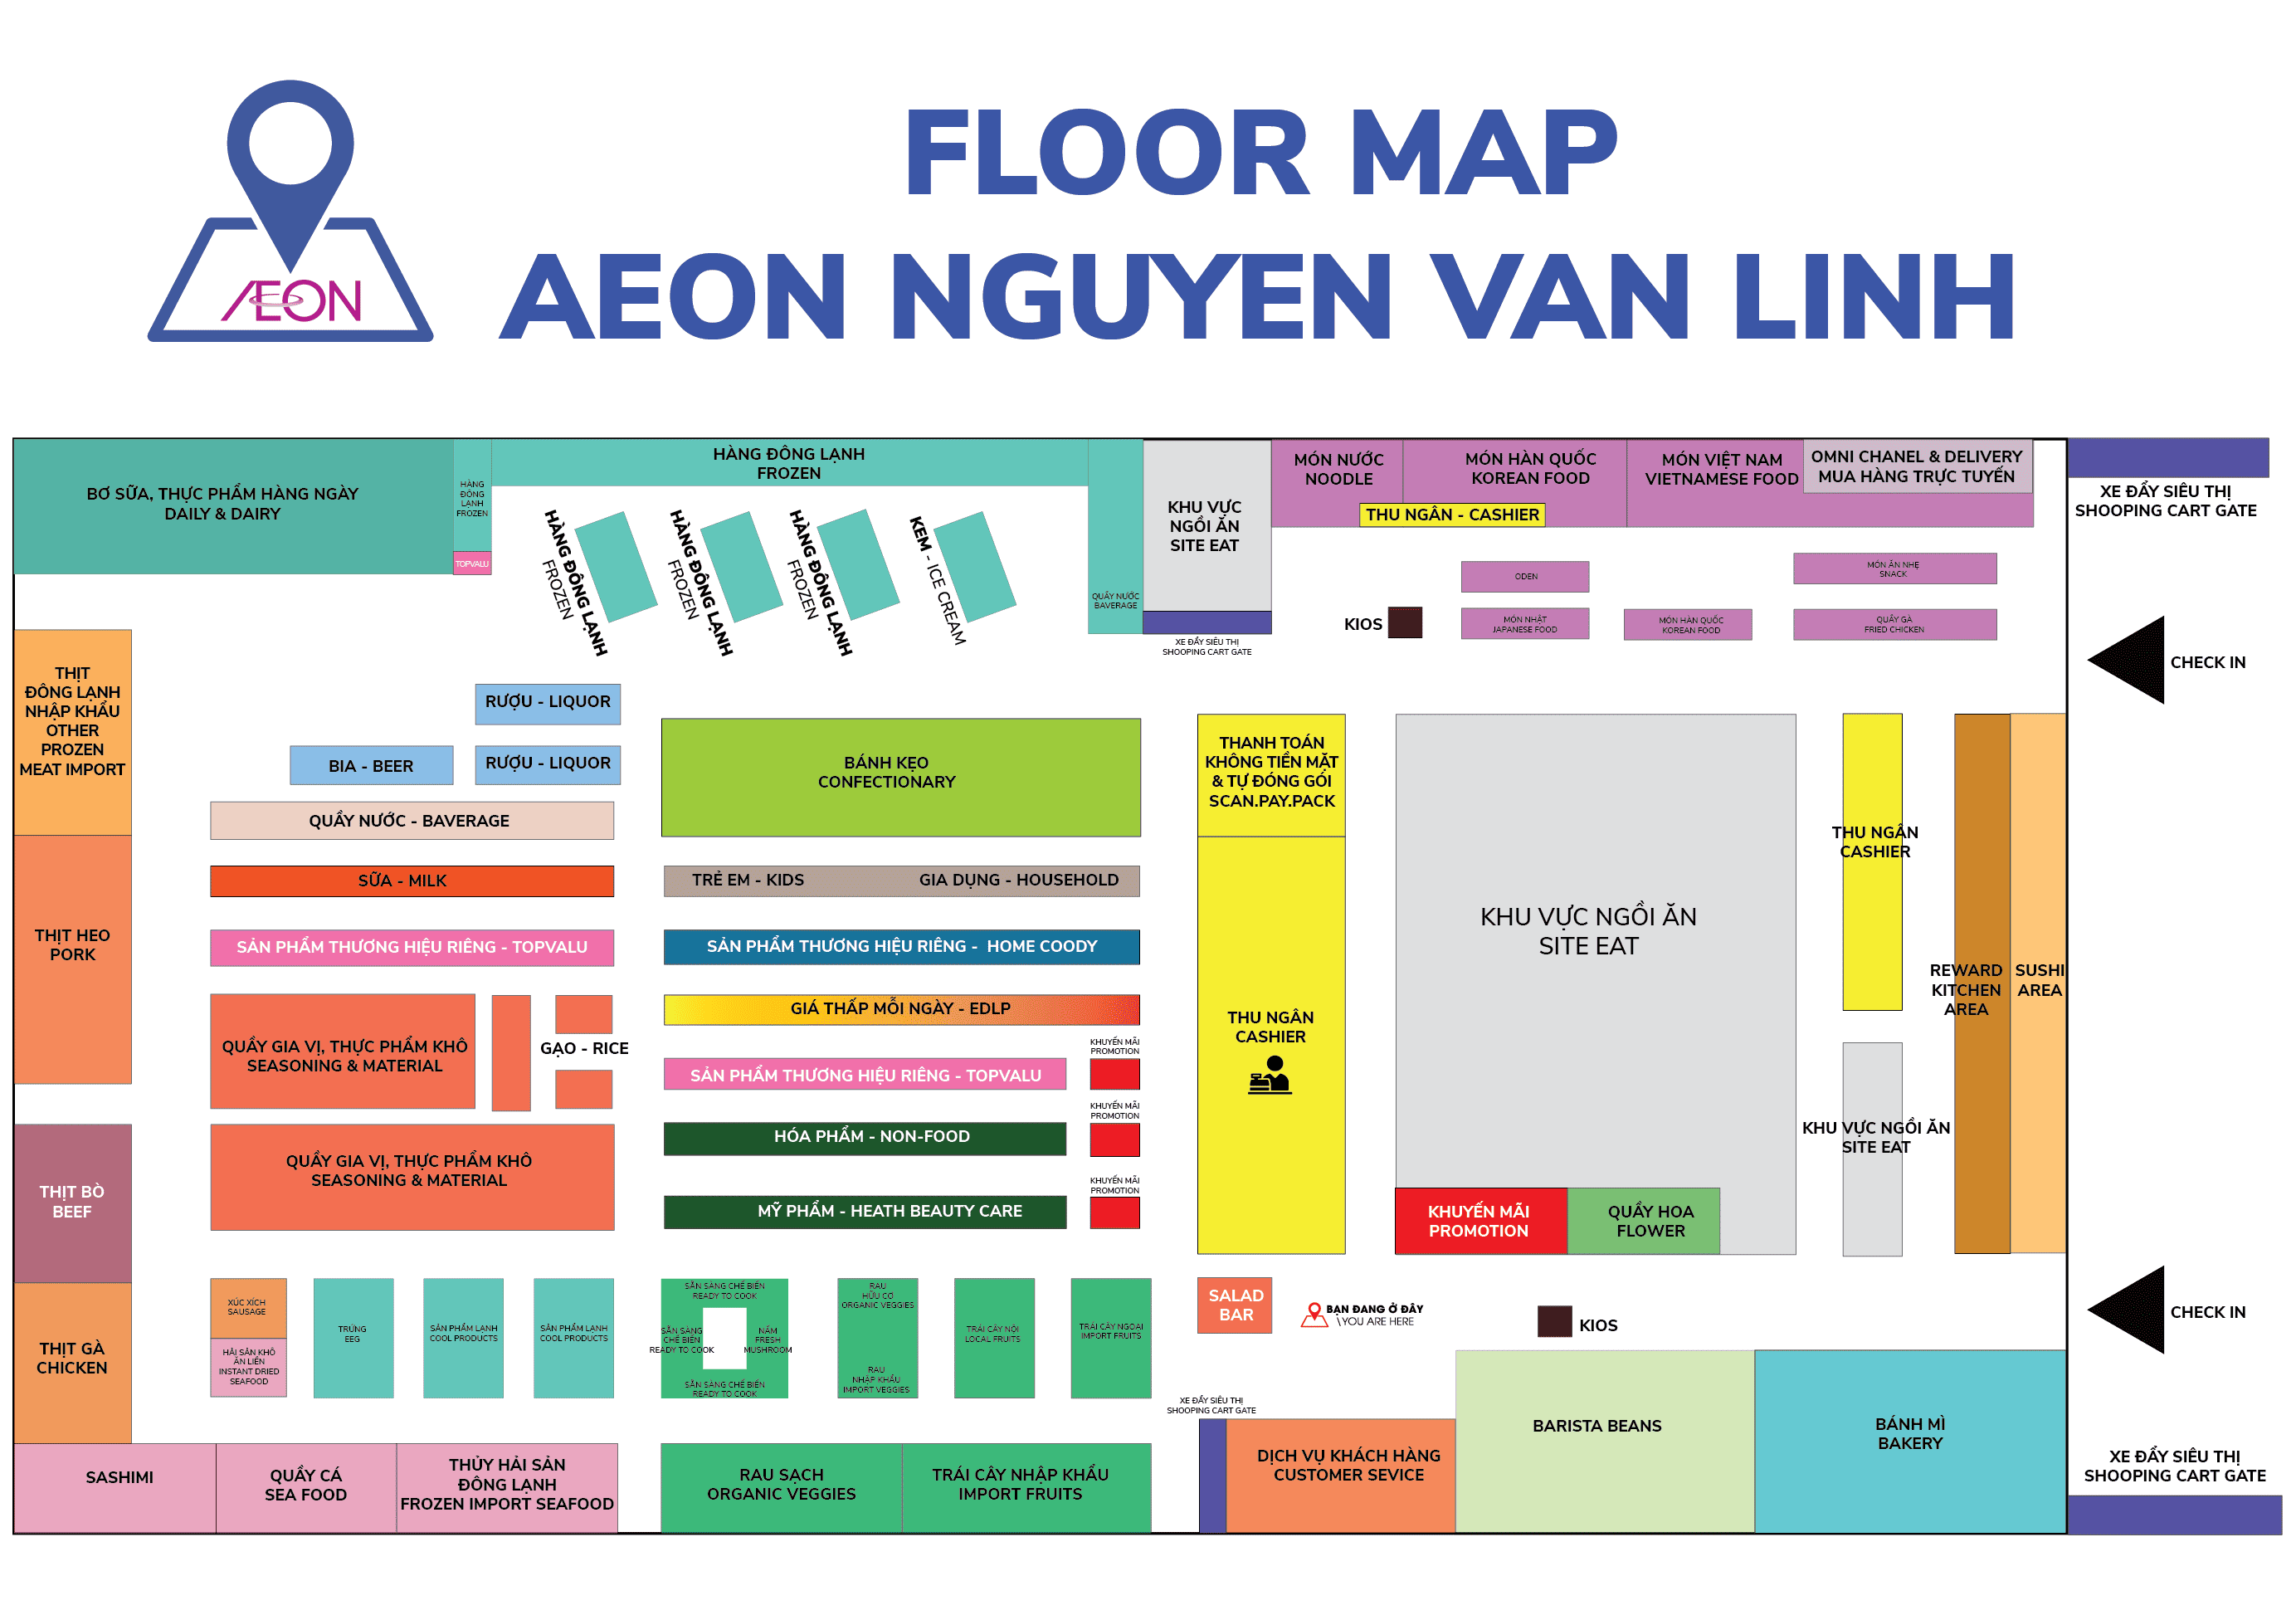 FLOOR MAP
AEON NGUYEN VAN LINH
ÆON
BƠ SỮA, THỰC PHẨM HÀNG NGÀY
DAILY & DAIRY
HÀNG
ĐÔNG
LẠNH
FROZEN
TOPVALU
HÀNG ĐÔNG LẠNH
FROZEN
HÀNG ĐÔNG LẠNH
FROZEN
HÀNG ĐÔNG LẠNH
FROZEN
HÀNG ĐÔNG LẠNH
FROZEN
KEM - ICE CREAM
QUẦY NƯỚC
BAVERAGE
KHU VỰC
NGỒI ĂN
SITE EAT
XE ĐẨY SIÊU THỊ
SHOOPING CART GATE
MÓN NƯỚC
NOODLE
MÓN HÀN QUỐC
KOREAN FOOD
MÓN VIỆT NAM
VIETNAMESE FOOD
OMNI CHANEL & DELIVERY
MUA HÀNG TRỰC TUYẾN
THU NGÂN - CASHIER
XE ĐẨY SIÊU THỊ
SHOOPING CART GATE
ODEN
MÓN ĂN NHẸ
SNACK
KIOS
MÓN NHẬT
JAPANESE FOOD
MÓN HÀN QUỐC
KOREAN FOOD
QUẦY GÀ
FRIED CHICKEN
CHECK IN
THỊT
ĐÔNG LẠNH
NHẬP KHẨU
OTHER
PROZEN
MEAT IMPORT
THỊT HEO
PORK
THỊT BÒ
BEEF
THỊT GÀ
CHICKEN
RƯỢU - LIQUOR
BIA - BEER
RƯỢU - LIQUOR
QUẦY NƯỚC - BAVERAGE
SỮA - MILK
SẢN PHẨM THƯƠNG HIỆU RIÊNG - TOPVALU
QUẦY GIA VỊ, THỰC PHẨM KHÔ
SEASONING & MATERIAL
GẠO - RICE
QUẦY GIA VỊ, THỰC PHẨM KHÔ
SEASONING & MATERIAL
BÁNH KẸO
CONFECTIONARY
TRẺ EM - KIDS
GIA DỤNG - HOUSEHOLD
SẢN PHẨM THƯƠNG HIỆU RIÊNG - HOME COODY
GIÁ THẤP MỖI NGÀY - EDLP
KHUYẾN MÃI
PROMOTION
SẢN PHẨM THƯƠNG HIỆU RIÊNG - TOPVALU
KHUYẾN MÃI
PROMOTION
HÓA PHẨM - NON-FOOD
KHUYẾN MÃI
PROMOTION
MỸ PHẨM - HEATH BEAUTY CARE
THANH TOÁN
KHÔNG TIỀN MẶT
& TỰ ĐÓNG GÓI
SCAN.PAY.PACK
THU NGÂN
CASHIER
KHU VỰC NGỒI ĂN
SITE EAT
KHUYẾN MÃI
PROMOTION
QUẦY HOA
FLOWER
THU NGÂN
CASHIER
KHU VỰC NGỒI ĂN
SITE EAT
REWARD
KITCHEN
AREA
SUSHI
AREA
XÚC XÍCH
SAUSAGE
HẢI SẢN KHÔ
ĂN LIỀN
INSTANT DRIED
SEAFOOD
TRỨNG
EEG
SẢN PHẨM LẠNH
COOL PRODUCTS
SẢN PHẨM LẠNH
COOL PRODUCTS
SẴN SÀNG CHẾ BIẾN
READY TO COOK
SẴN SÀNG
CHẾ BIẾN
READY TO COOK
NẤM
FRESH
MUSHROOM
SẴN SÀNG CHẾ BIẾN
READY TO COOK
RAU
HỮU CƠ
ORGANIC VEGGIES
RAU
NHẬP KHẨU
IMPORT VEGGIES
TRÁI CÂY NỘI
LOCAL FRUITS
TRÁI CÂY NGOẠI
IMPORT FRUITS
SALAD
BAR
BẠN ĐANG Ở ĐÂY
\YOU ARE HERE
KIOS
CHECK IN
SASHIMI
QUẦY CÁ
SEA FOOD
THỦY HẢI SẢN
ĐÔNG LẠNH
FROZEN IMPORT SEAFOOD
RAU SẠCH
ORGANIC VEGGIES
TRÁI CÂY NHẬP KHẨU
IMPORT FRUITS
XE ĐẨY SIÊU THỊ
SHOOPING CART GATE
DỊCH VỤ KHÁCH HÀNG
CUSTOMER SEVICE
BARISTA BEANS
BÁNH MÌ
BAKERY
XE ĐẨY SIÊU THỊ
SHOOPING CART GATE